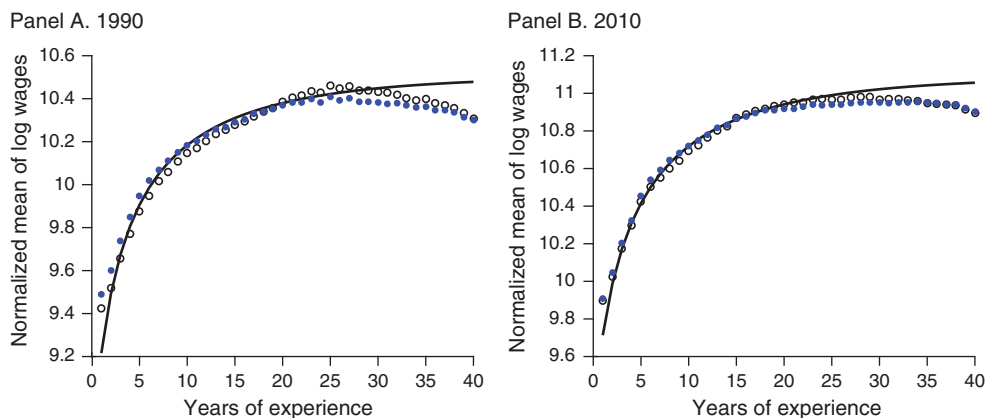 Panel A. 1990
Normalized mean of log wages
10.6
10.4
10.2
10
9.8
9.6
9.4
9.2
0 5 10 15 20 25 30 35 40
Years of experience
Panel B. 2010
Normalized mean of log wages
11.2
11
10.8
10.6
10.4
10.2
10
9.8
9.6
0 5 10 15 20 25 30 35 40
Years of experience